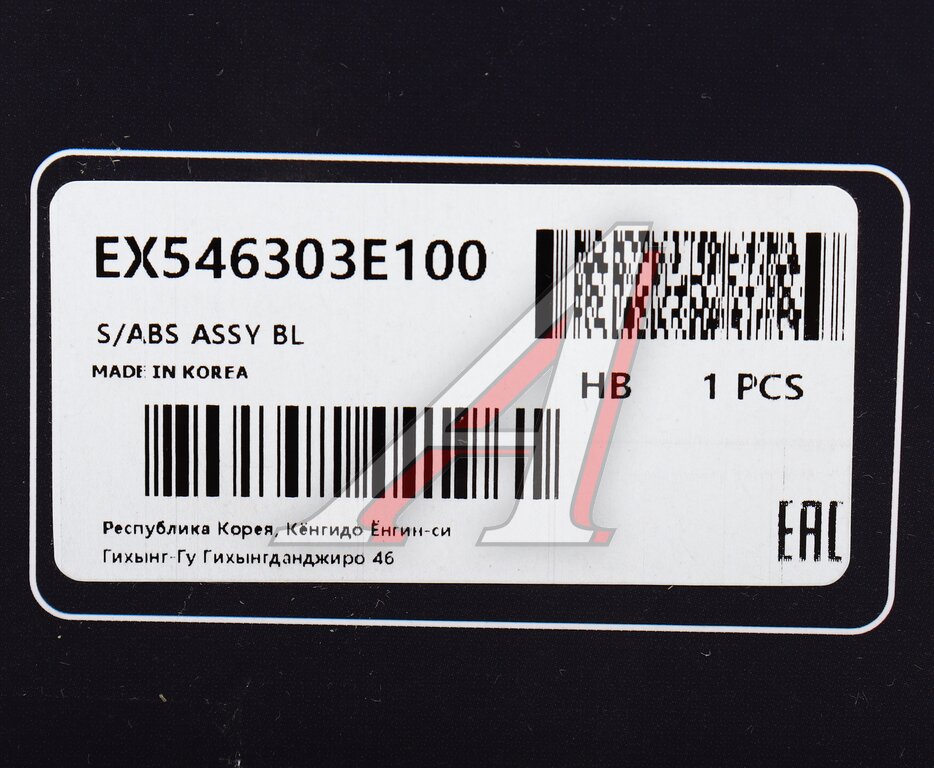 EX546303E100
S/ABS ASSY BL
MADE IN KOREA
HB 1 PCS
Республика Корея, Кёнгидо Ёнгин-си
Гихынг-Гу Гихынгданджиро 46
EAC